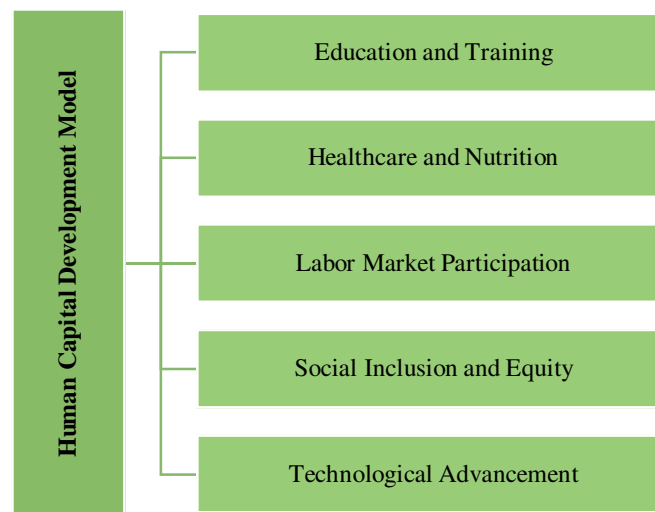 Human Capital Development Model
Education and Training
Healthcare and Nutrition
Labor Market Participation
Social Inclusion and Equity
Technological Advancement